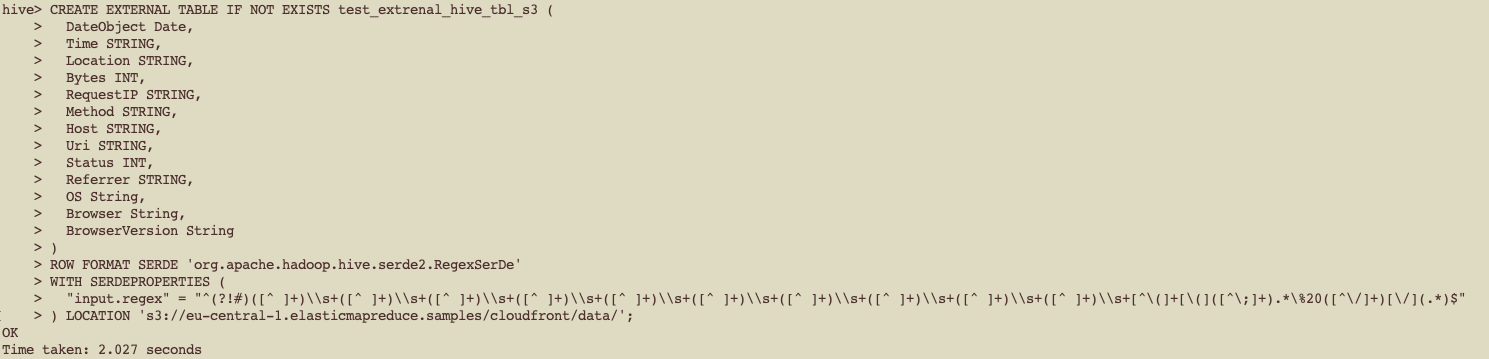 hive> CREATE EXTERNAL TABLE IF NOT EXISTS test_extrenal_hive_tbl_s3 (
    >   DateObject Date,
    >   Time STRING,
    >   Location STRING,
    >   Bytes INT,
    >   RequestIP STRING,
    >   Method STRING,
    >   Host STRING,
    >   Uri STRING,
    >   Status INT,
    >   Referrer STRING,
    >   OS String,
    >   Browser String,
    >   BrowserVersion String
    > )
    > ROW FORMAT SERDE 'org.apache.hadoop.hive.serde2.RegexSerDe'
    > WITH SERDEPROPERTIES (
    >   "input.regex" = "^(?!#)([^ ]+)\\s+([^ ]+)\\s+([^ ]+)\\s+([^ ]+)\\s+([^ ]+)\\s+([^ ]+)\\s+([^ ]+)\\s+([^ ]+)\\s+([^ ]+)\\s+([^ ]+)\\s+[^\(]+[\(]([^\;]+).*\%20([^\/]+)[\/](.*)$"
    > ) LOCATION 's3://eu-central-1.elasticmapreduce.samples/cloudfront/data/';
OK
Time taken: 2.027 seconds